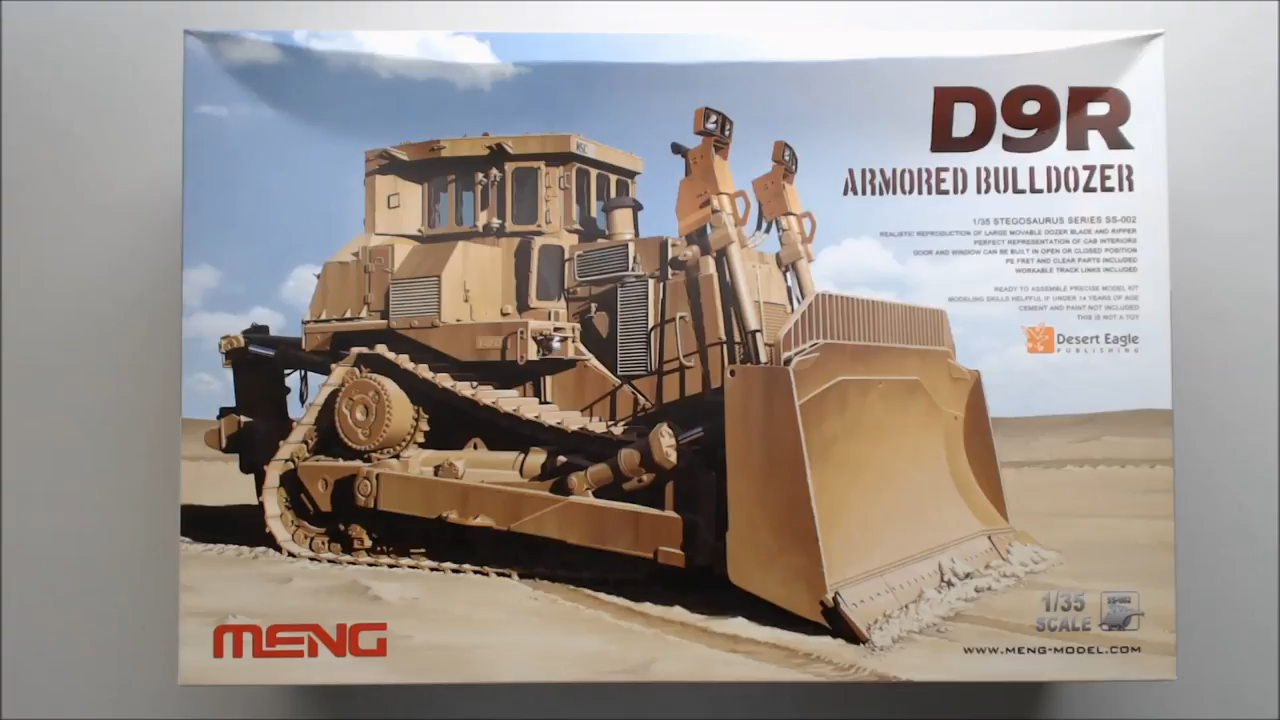 D9R
ARMORED BULLDOZER
1/35 STEGOSAURUS SERIES SS-002
REALISTIC REPRODUCTION OF LARGE MOVABLE DOZER BLADE AND RIPPER
PERFECT REPRESENTATION OF CAB INTERIORS
DOOR AND WINDOW CAN BE BUILT IN OPEN OR CLOSED POSITION
PE FRET AND CLEAR PARTS INCLUDED
WORKABLE TRACK LINKS INCLUDED
READY TO ASSEMBLE PRECISE MODEL KIT
MODELING SKILLS HELPFUL IF UNDER 14 YEARS OF AGE
CEMENT AND PAINT NOT INCLUDED
THIS IS NOT A TOY
Desert Eagle
PUBLISHING
1/35
SCALE
SS-002
MENG
WWW.MENG-MODEL.COM